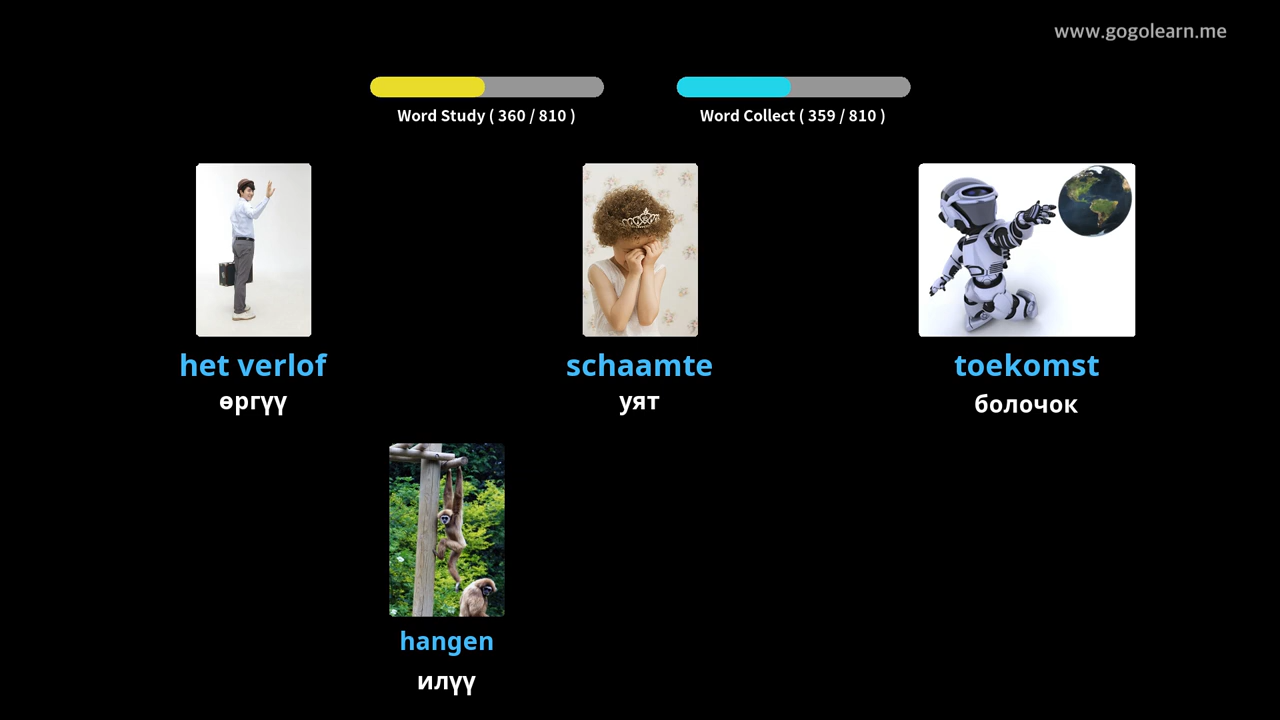 www.gogolearn.me
Word Study ( 360 / 810 )
Word Collect ( 359 / 810 )
het verlof
өргүү
schaamte
уят
toekomst
болочок
hangen
илүү